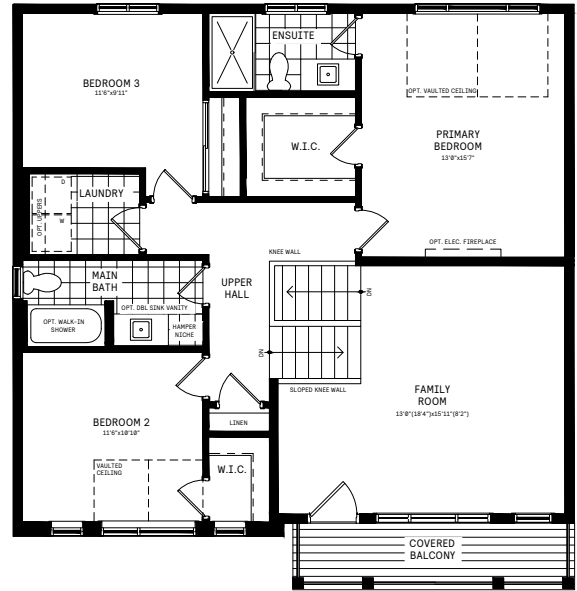 ENSUITE
BEDROOM 3
11'6"x9'11"
OPT. VAULTED CEILING
PRIMARY
BEDROOM
13'0"x15'7"
W.I.C.
D
LAUNDRY
OPT. UPPERS
W
OPT. ELEC. FIREPLACE
KNEE WALL
MAIN
BATH
UPPER
HALL
DN
OPT. DBL SINK VANITY
OPT. WALK-IN
SHOWER
HAMPER
NICHE
DN
SLOPED KNEE WALL
FAMILY
ROOM
13'0"(18'4")x15'11"(8'2")
BEDROOM 2
11'6"x10'10"
LINEN
VAULTED
CEILING
W.I.C.
COVERED
BALCONY